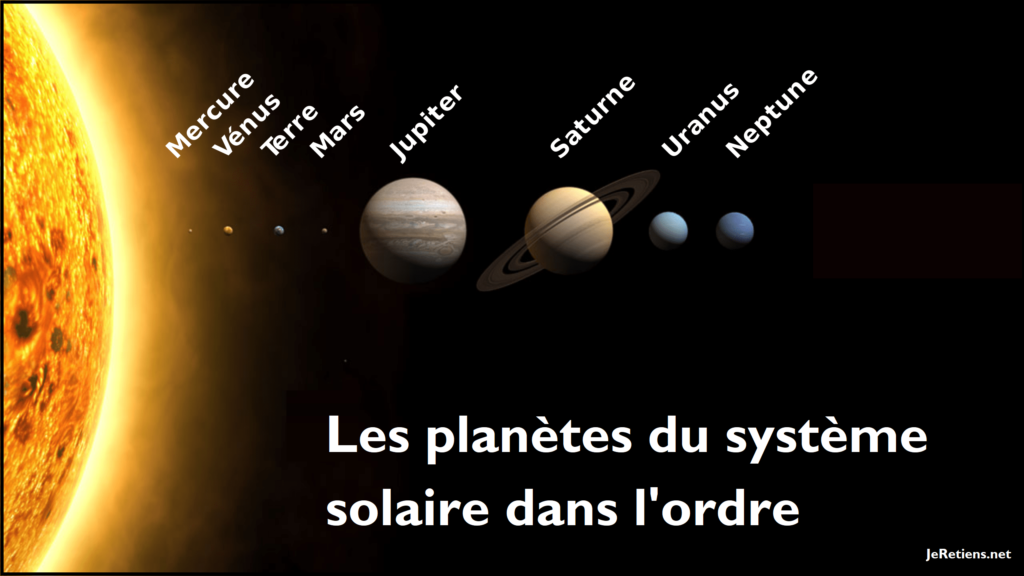 Mercure
Vénus
Terre
Mars
Jupiter
Saturne
Uranus
Neptune
Les planètes du système
solaire dans l'ordre
JeRetiens.net